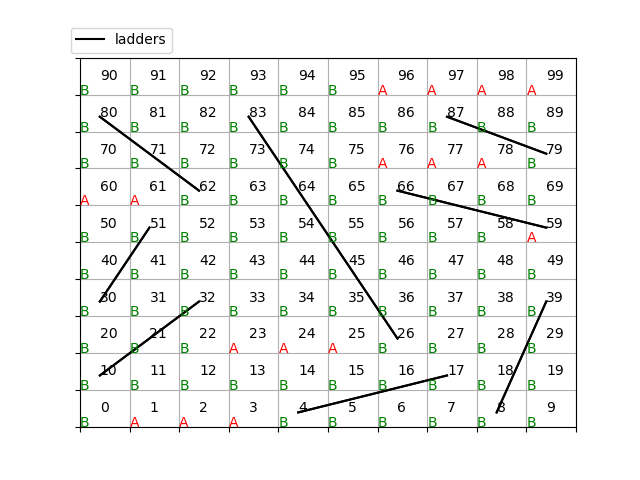 ladders
90 91 92 93 94 95 96 97 98 99
B B B B B B A A A A
80 81 82 83 84 85 86 87 88 89
B B B B B B B B B B
70 71 72 73 74 75 76 77 78 79
B B B B B B A A A B
60 61 62 63 64 65 66 67 68 69
A A B B B B B B B B
50 51 52 53 54 55 56 57 58 59
B B B B B B B B B A
40 41 42 43 44 45 46 47 48 49
B B B B B B B B B B
30 31 32 33 34 35 36 37 38 39
B B B B B B B B B B
20 21 22 23 24 25 26 27 28 29
B B B A A A B B B B
10 11 12 13 14 15 16 17 18 19
B B B B B B B B B B
0 1 2 3 4 5 6 7 8 9
B A A A B B B B B B